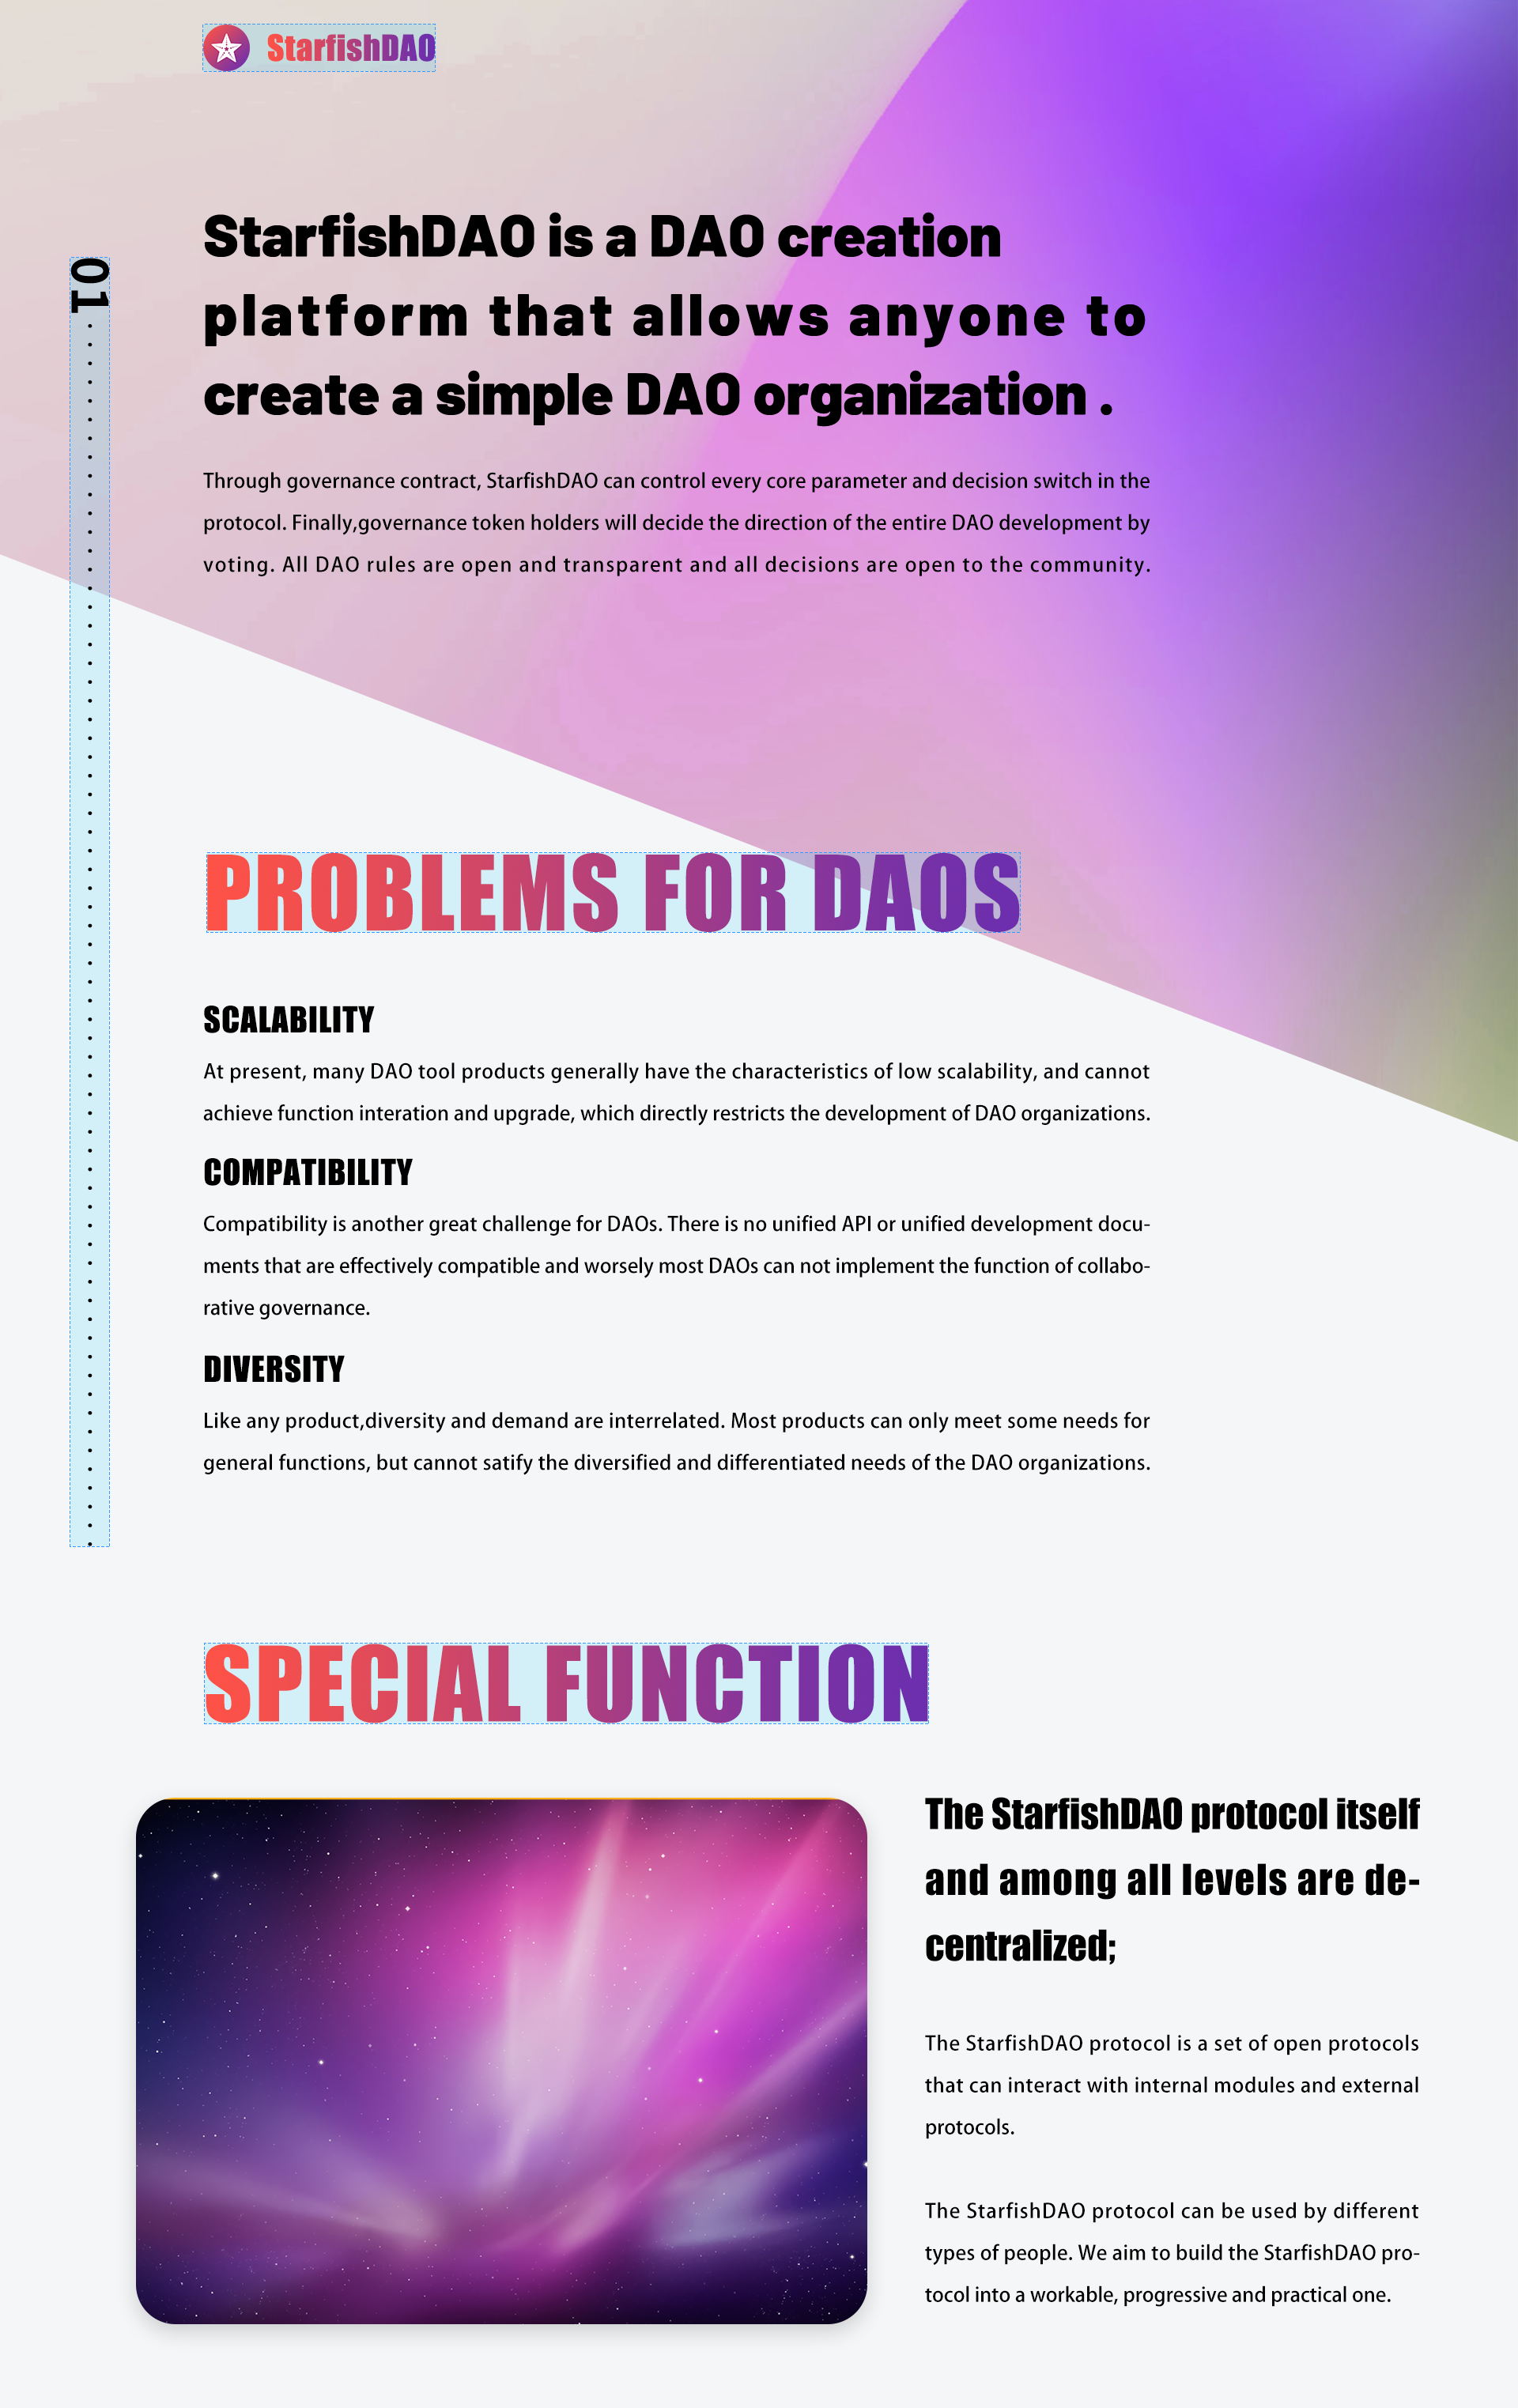 StarfishDAO
StarfishDAO is a DAO creation
platform that allows anyone to
create a simple DAO organization .
01
Through governance contract, StarfishDAO can control every core parameter and decision switch in the
protocol. Finally,governance token holders will decide the direction of the entire DAO development by
voting. All DAO rules are open and transparent and all decisions are open to the community.
PROBLEMS FOR DAOS
SCALABILITY
At present, many DAO tool products generally have the characteristics of low scalability, and cannot
achieve function interation and upgrade, which directly restricts the development of DAO organizations.
COMPATIBILITY
Compatibility is another great challenge for DAOs. There is no unified API or unified development docu-
ments that are effectively compatible and worsely most DAOs can not implement the function of collabo-
rative governance.
DIVERSITY
Like any product,diversity and demand are interrelated. Most products can only meet some needs for
general functions, but cannot satify the diversified and differentiated needs of the DAO organizations.
SPECIAL FUNCTION
The StarfishDAO protocol itself
and among all levels are de-
centralized;
The StarfishDAO protocol is a set of open protocols
that can interact with internal modules and external
protocols.
The StarfishDAO protocol can be used by different
types of people. We aim to build the StarfishDAO pro-
tocol into a workable, progressive and practical one.